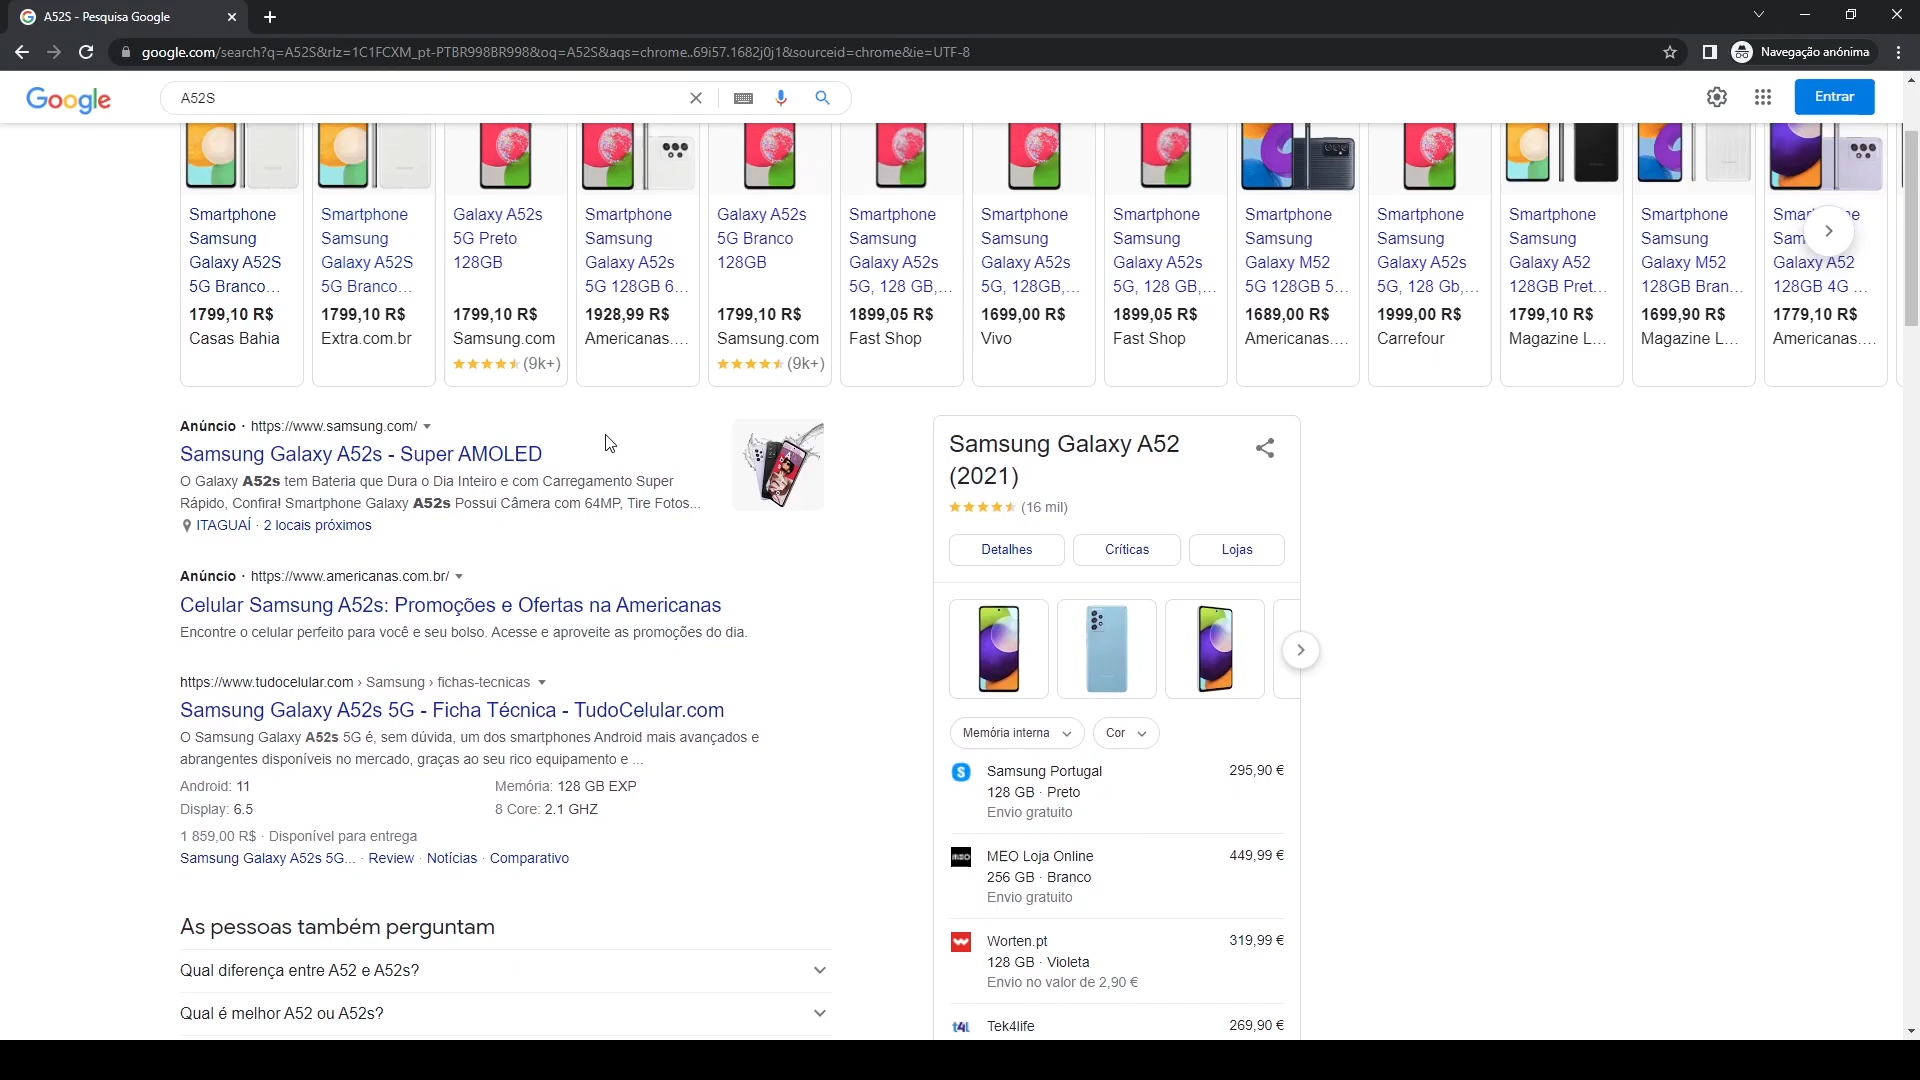 A52S - Pesquisa Google
google.com/search?q=A52S&rlz=1C1FCXM_pt-PTBR998BR998&oq=A52S&aqs=chrome..69i57.1682j0j1&sourceid=chrome&ie=UTF-8
Navegação anónima
Google
A52S
Entrar
Smartphone
Samsung
Galaxy A52S
5G Branco...
1799,10 R$
Casas Bahia
Smartphone
Samsung
Galaxy A52S
5G Branco...
1799,10 R$
Extra.com.br
Galaxy A52s
5G Preto
128GB
1799,10 R$
Samsung.com
(9k+)
Smartphone
Samsung
Galaxy A52s
5G 128GB 6...
1928,99 R$
Americanas....
Galaxy A52s
5G Branco
128GB
1799,10 R$
Samsung.com
(9k+)
Smartphone
Samsung
Galaxy A52s
5G, 128 GB,...
1899,05 R$
Fast Shop
Smartphone
Samsung
Galaxy A52s
5G, 128GB,...
1699,00 R$
Vivo
Smartphone
Samsung
Galaxy A52s
5G, 128 GB,...
1899,05 R$
Fast Shop
Smartphone
Samsung
Galaxy M52
5G 128GB 5...
1689,00 R$
Americanas....
Smartphone
Samsung
Galaxy A52s
5G, 128 Gb,...
1999,00 R$
Carrefour
Smartphone
Samsung
Galaxy A52
128GB Pret...
1799,10 R$
Magazine L...
Smartphone
Samsung
Galaxy M52
128GB Bran...
1699,90 R$
Magazine L...
Galaxy A52
128GB 4G ...
1779,10 R$
Americanas....
Anúncio · https://www.samsung.com/
Samsung Galaxy A52s - Super AMOLED
O Galaxy A52s tem Bateria que Dura o Dia Inteiro e com Carregamento Super
Rápido, Confira! Smartphone Galaxy A52s Possui Câmera com 64MP, Tire Fotos...
ITAGUAÍ · 2 locais próximos
Anúncio · https://www.americanas.com.br/
Celular Samsung A52s: Promoções e Ofertas na Americanas
Encontre o celular perfeito para você e seu bolso. Acesse e aproveite as promoções do dia.
https://www.tudocelular.com › Samsung › fichas-tecnicas
Samsung Galaxy A52s 5G - Ficha Técnica - TudoCelular.com
O Samsung Galaxy A52s 5G é, sem dúvida, um dos smartphones Android mais avançados e
abrangentes disponíveis no mercado, graças ao seu rico equipamento e ...
Android: 11 Memória: 128 GB EXP
Display: 6.5 8 Core: 2.1 GHZ
1 859,00 R$ · Disponível para entrega
Samsung Galaxy A52s 5G... · Review · Notícias · Comparativo
As pessoas também perguntam
Qual diferença entre A52 e A52s?
Qual é melhor A52 ou A52s?
Samsung Galaxy A52
(2021)
(16 mil)
Detalhes Críticas Lojas
Memória interna Cor
Samsung Portugal 295,90 €
128 GB · Preto
Envio gratuito
MEO Loja Online 449,99 €
256 GB · Branco
Envio gratuito
Worten.pt 319,99 €
128 GB · Violeta
Envio no valor de 2,90 €
t4L Tek4life 269,90 €